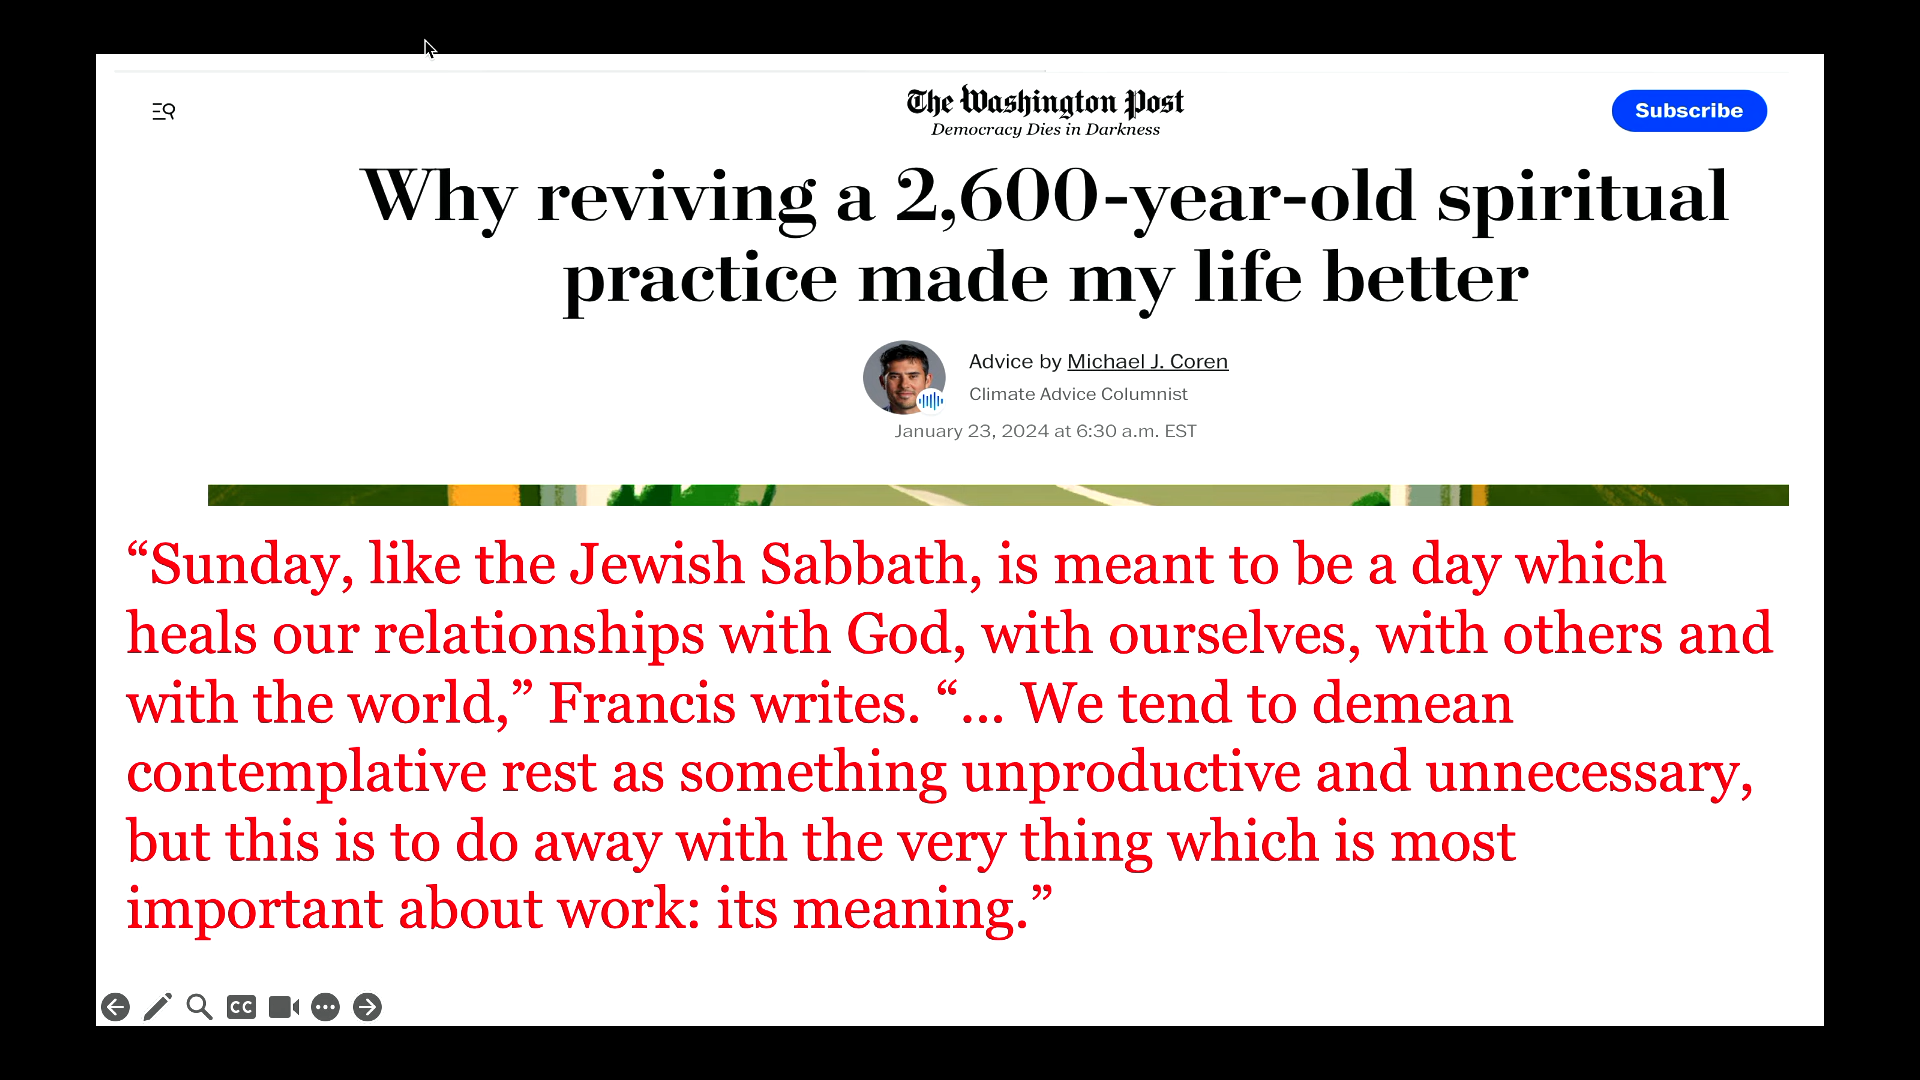 The Washington Post
Democracy Dies in Darkness
Subscribe
Why reviving a 2,600-year-old spiritual
practice made my life better
Advice by Michael J. Coren
Climate Advice Columnist
January 23, 2024 at 6:30 a.m. EST
“Sunday, like the Jewish Sabbath, is meant to be a day which
heals our relationships with God, with ourselves, with others and
with the world,” Francis writes. “... We tend to demean
contemplative rest as something unproductive and unnecessary,
but this is to do away with the very thing which is most
important about work: its meaning.”
CC